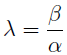 λ = β/α